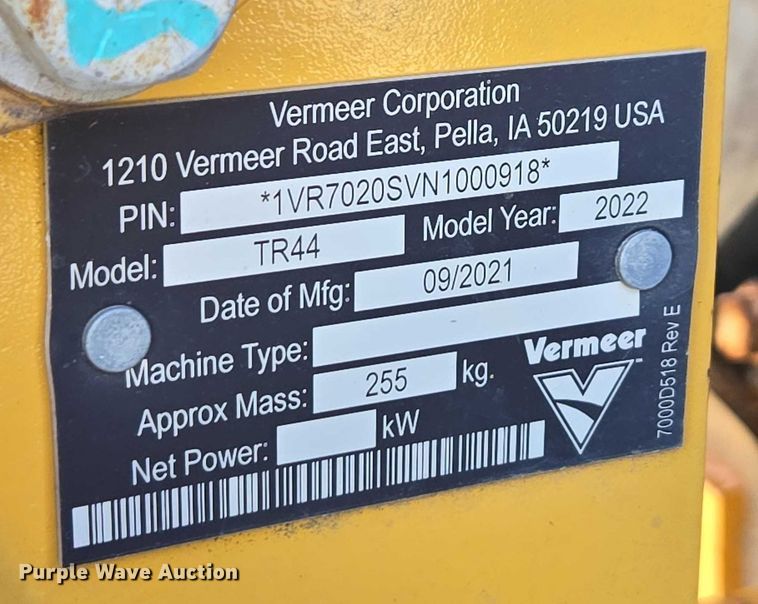 Vermeer Corporation
1210 Vermeer Road East, Pella, IA 50219 USA
PIN: *1VR7020SVN1000918*
Model: TR44 Model Year: 2022
Date of Mfg: 09/2021
Machine Type:
Approx Mass: 255 kg.
Net Power: kW
Vermeer
7000D518 Rev E
Purple Wave Auction